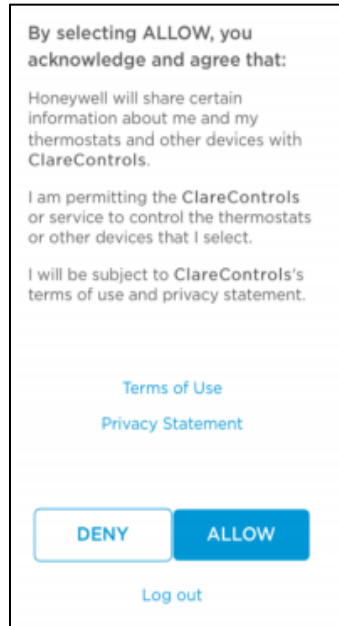 By selecting ALLOW, you
acknowledge and agree that:
Honeywell will share certain
information about me and my
thermostats and other devices with
ClareControls.
I am permitting the ClareControls
or service to control the thermostats
or other devices that I select.
I will be subject to ClareControls's
terms of use and privacy statement.
Terms of Use
Privacy Statement
DENY
ALLOW
Log out